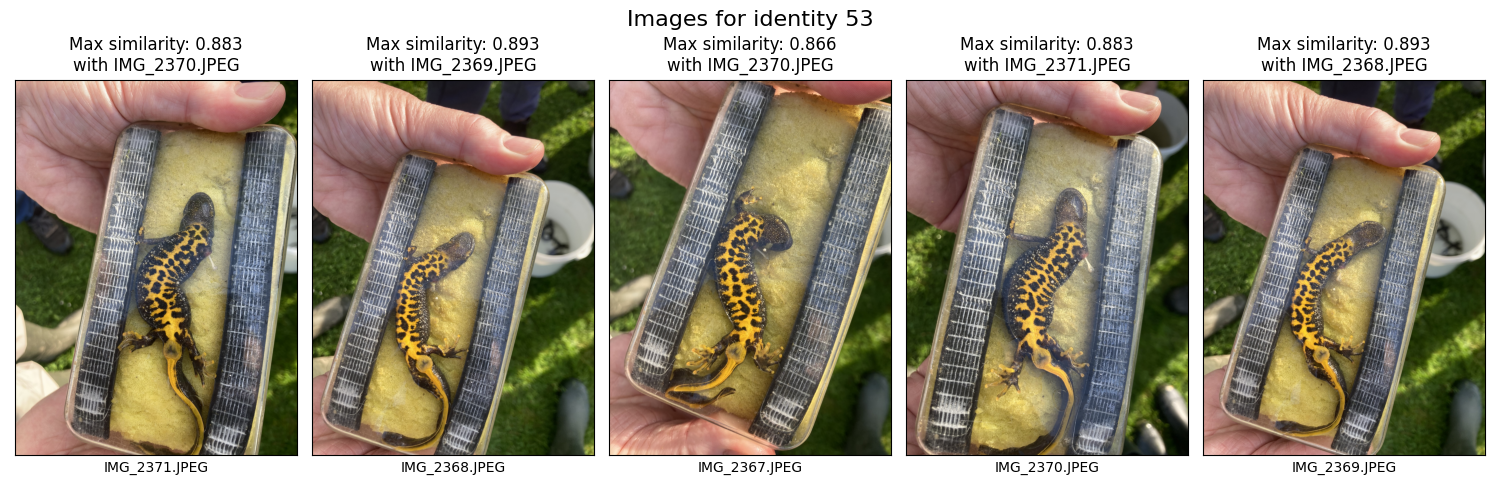 Images for identity 53
Max similarity: 0.883
with IMG_2370.JPEG
Max similarity: 0.893
with IMG_2369.JPEG
Max similarity: 0.866
with IMG_2370.JPEG
Max similarity: 0.883
with IMG_2371.JPEG
Max similarity: 0.893
with IMG_2368.JPEG
IMG_2371.JPEG
IMG_2368.JPEG
IMG_2367.JPEG
IMG_2370.JPEG
IMG_2369.JPEG